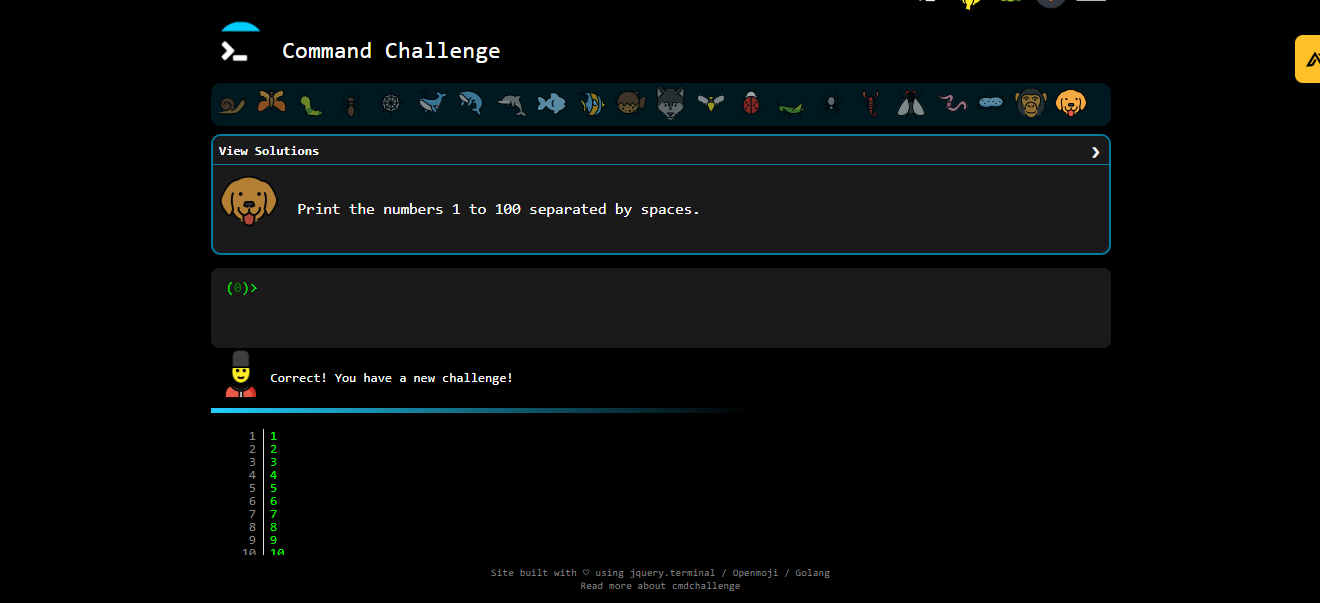 Command Challenge
View Solutions
Print the numbers 1 to 100 separated by spaces.
(0)>
Correct! You have a new challenge!
1 1
2 2
3 3
4 4
5 5
6 6
7 7
8 8
9 9
10 10
Site built with ♡ using jquery.terminal / Openmoji / Golang
Read more about cmdchallenge